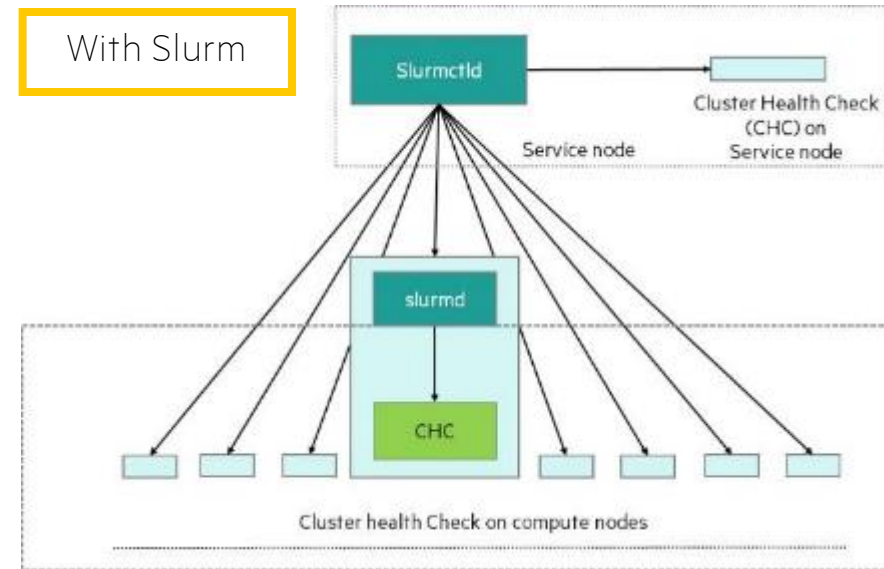 With Slurm
Slurmctld
Cluster Health Check
(CHC) on
Service node
Service node
slurmd
CHC
Cluster health Check on compute nodes